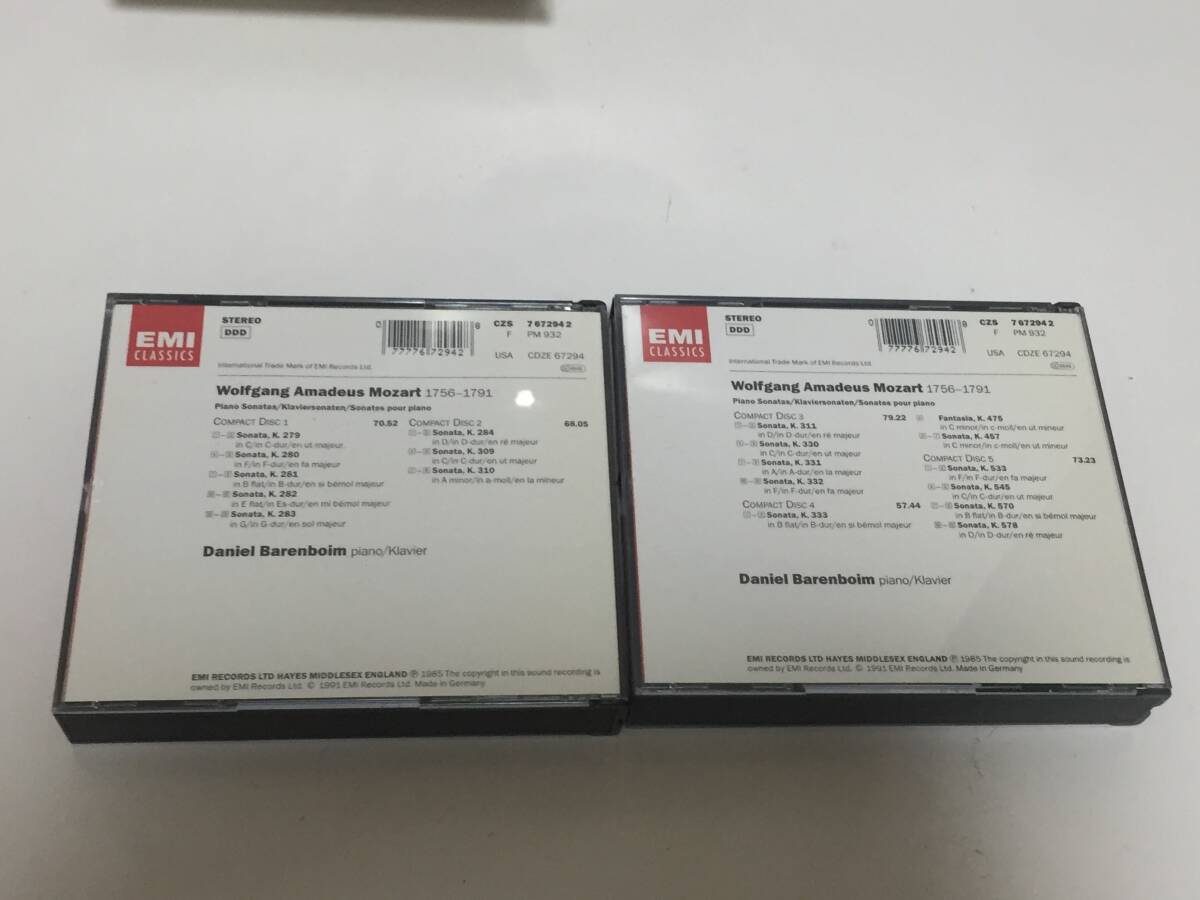 EMI
CLASSICS
STEREO
DDD
0
77776 72942
8
CZS 7 67294 2
F PM 932
USA CDZE 67294
International Trade Mark of EMI Records Ltd.
Wolfgang Amadeus Mozart 1756–1791
Piano Sonatas/Klaviersonaten/Sonates pour piano
COMPACT DISC 1 70.52
Sonata, K. 279
in C/in C-dur/en ut majeur
Sonata, K. 280
in F/in F-dur/en fa majeur
Sonata, K. 281
in B flat/in B-dur/en si bémol majeur
Sonata, K. 282
in E flat/in Es-dur/en mi bémol majeur
Sonata, K. 283
in G/in G-dur/en sol majeur
COMPACT DISC 2 68.05
Sonata, K. 284
in D/in D-dur/en ré majeur
Sonata, K. 309
in C/in C-dur/en ut majeur
Sonata, K. 310
in A minor/in a-moll/en la mineur
Daniel Barenboim piano/Klavier
EMI RECORDS LTD HAYES MIDDLESEX ENGLAND ℗ 1985 The copyright in this sound recording is
owned by EMI Records Ltd. © 1991 EMI Records Ltd. Made in Germany
EMI
CLASSICS
STEREO
DDD
0
77776 72942
8
CZS 7 67294 2
F PM 932
USA CDZE 67294
International Trade Mark of EMI Records Ltd.
Wolfgang Amadeus Mozart 1756–1791
Piano Sonatas/Klaviersonaten/Sonates pour piano
COMPACT DISC 3 79.22
Sonata, K. 311
in D/in D-dur/en ré majeur
Sonata, K. 330
in C/in C-dur/en ut majeur
Sonata, K. 331
in A/in A-dur/en la majeur
Sonata, K. 332
in F/in F-dur/en fa majeur
COMPACT DISC 4 57.44
Sonata, K. 333
in B flat/in B-dur/en si bémol majeur
Fantasia, K. 475
in C minor/in c-moll/en ut mineur
Sonata, K. 457
in C minor/in c-moll/en ut mineur
COMPACT DISC 5 73.23
Sonata, K. 533
in F/in F-dur/en fa majeur
Sonata, K. 545
in C/in C-dur/en ut majeur
Sonata, K. 570
in B flat/in B-dur/en si bémol majeur
Sonata, K. 578
in D/in D-dur/en ré majeur
Daniel Barenboim piano/Klavier
EMI RECORDS LTD HAYES MIDDLESEX ENGLAND ℗ 1985 The copyright in this sound recording is
owned by EMI Records Ltd. © 1991 EMI Records Ltd. Made in Germany